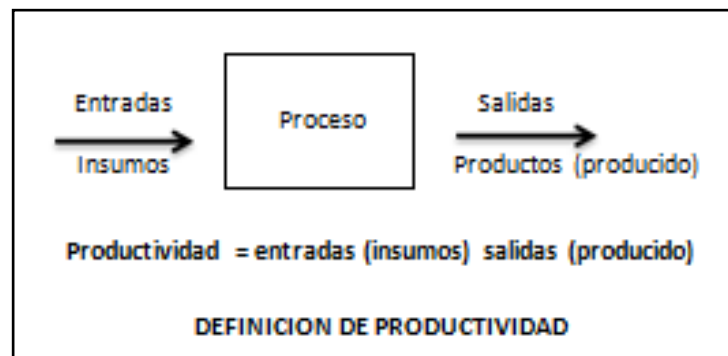 Entradas
Insumos
Proceso
Salidas
Productos (producido)
Productividad = entradas (insumos) salidas (producido)
DEFINICION DE PRODUCTIVIDAD